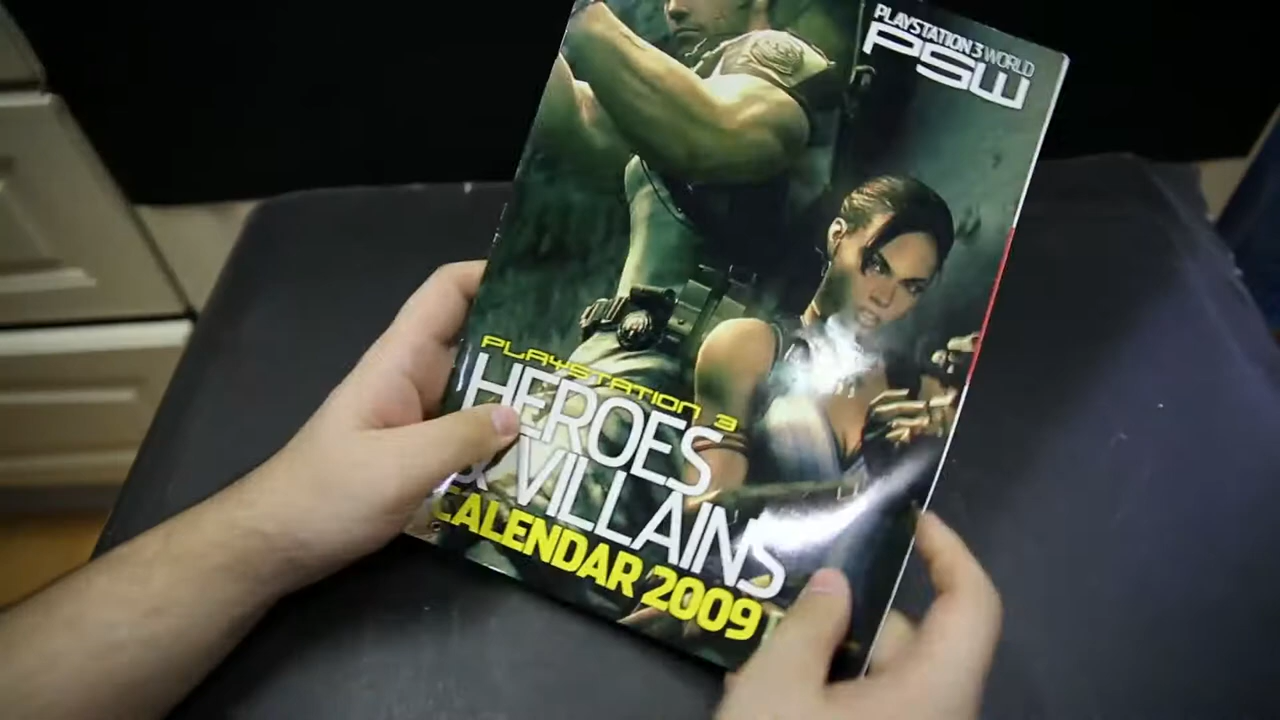 PLAYSTATION 3 WORLD
PSW
PLAYSTATION 3
HEROES
& VILLAINS
CALENDAR 2009